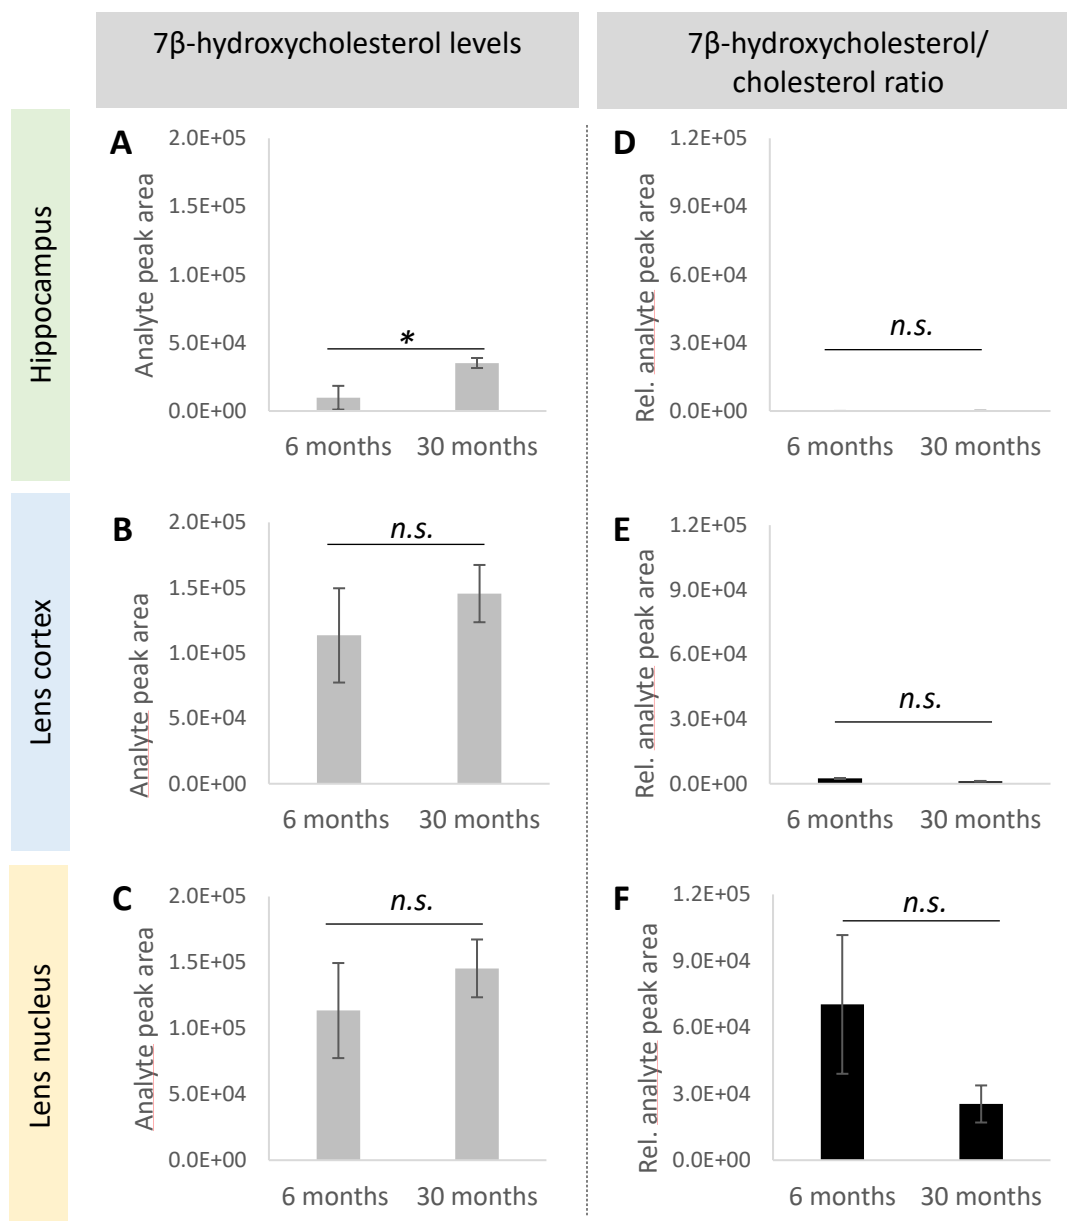 7β-hydroxycholesterol levels
7β-hydroxycholesterol/
cholesterol ratio
Hippocampus
A
Analyte peak area
2.0E+05
1.5E+05
1.0E+05
5.0E+04
0.0E+00
*
6 months
30 months
D
Rel. analyte peak area
1.2E+05
9.0E+04
6.0E+04
3.0E+04
0.0E+00
n.s.
6 months
30 months
Lens cortex
B
Analyte peak area
2.0E+05
1.5E+05
1.0E+05
5.0E+04
0.0E+00
n.s.
6 months
30 months
E
Rel. analyte peak area
1.2E+05
9.0E+04
6.0E+04
3.0E+04
0.0E+00
n.s.
6 months
30 months
Lens nucleus
C
Analyte peak area
2.0E+05
1.5E+05
1.0E+05
5.0E+04
0.0E+00
n.s.
6 months
30 months
F
Rel. analyte peak area
1.2E+05
9.0E+04
6.0E+04
3.0E+04
0.0E+00
n.s.
6 months
30 months